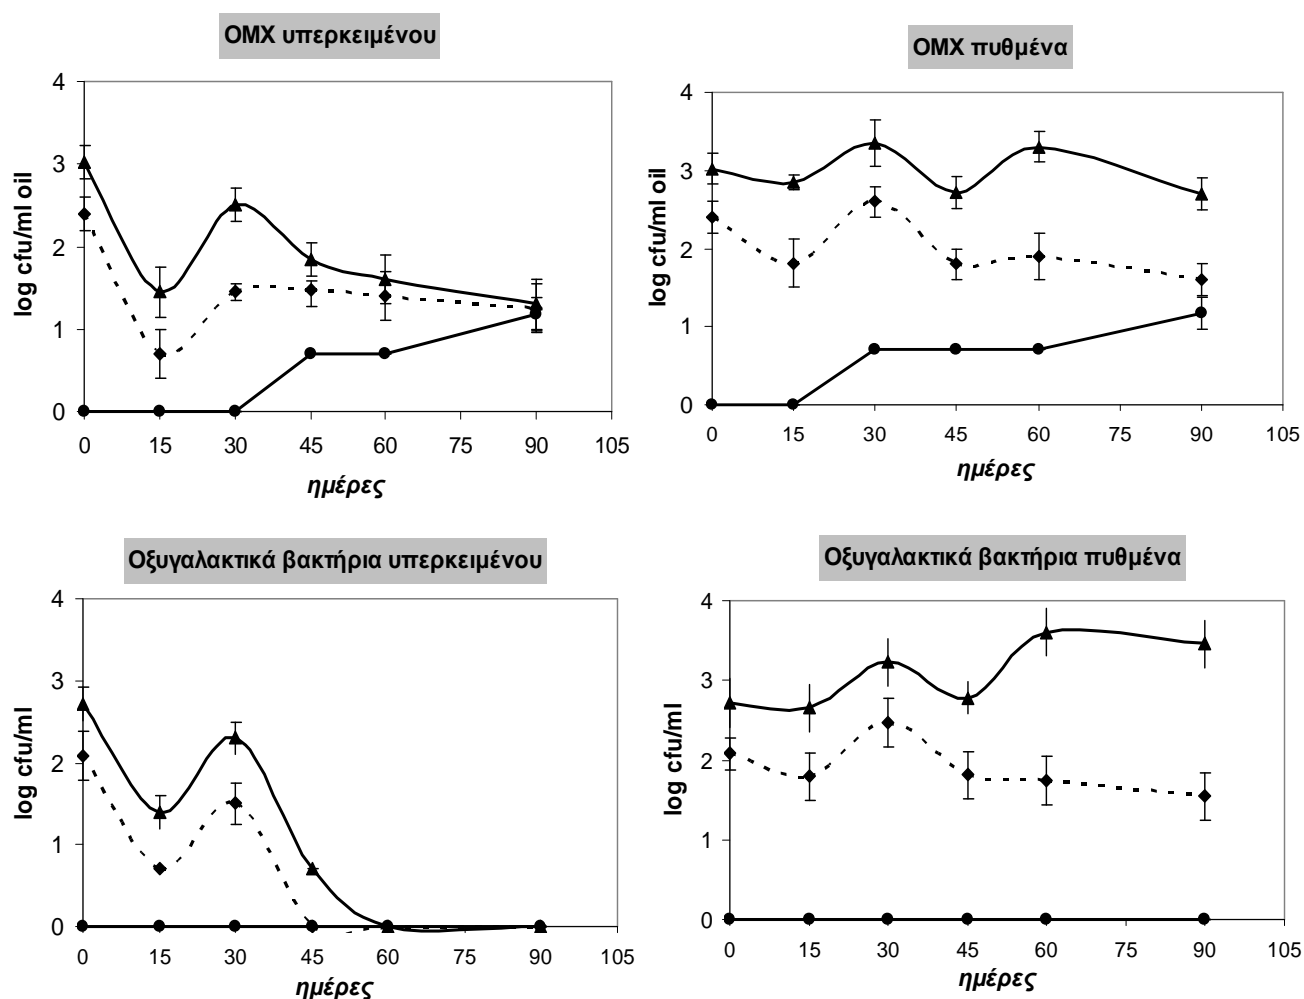 ΟΜΧ υπερκειμένου
4
3
2
1
0
log cfu/ml oil
0 15 30 45 60 75 90 105
ημέρες
ΟΜΧ πυθμένα
4
3
2
1
0
log cfu/ml oil
0 15 30 45 60 75 90 105
ημέρες
Οξυγαλακτικά βακτήρια υπερκειμένου
4
3
2
1
0
log cfu/ml
0 15 30 45 60 75 90 105
ημέρες
Οξυγαλακτικά βακτήρια πυθμένα
4
3
2
1
0
log cfu/ml
0 15 30 45 60 75 90 105
ημέρες